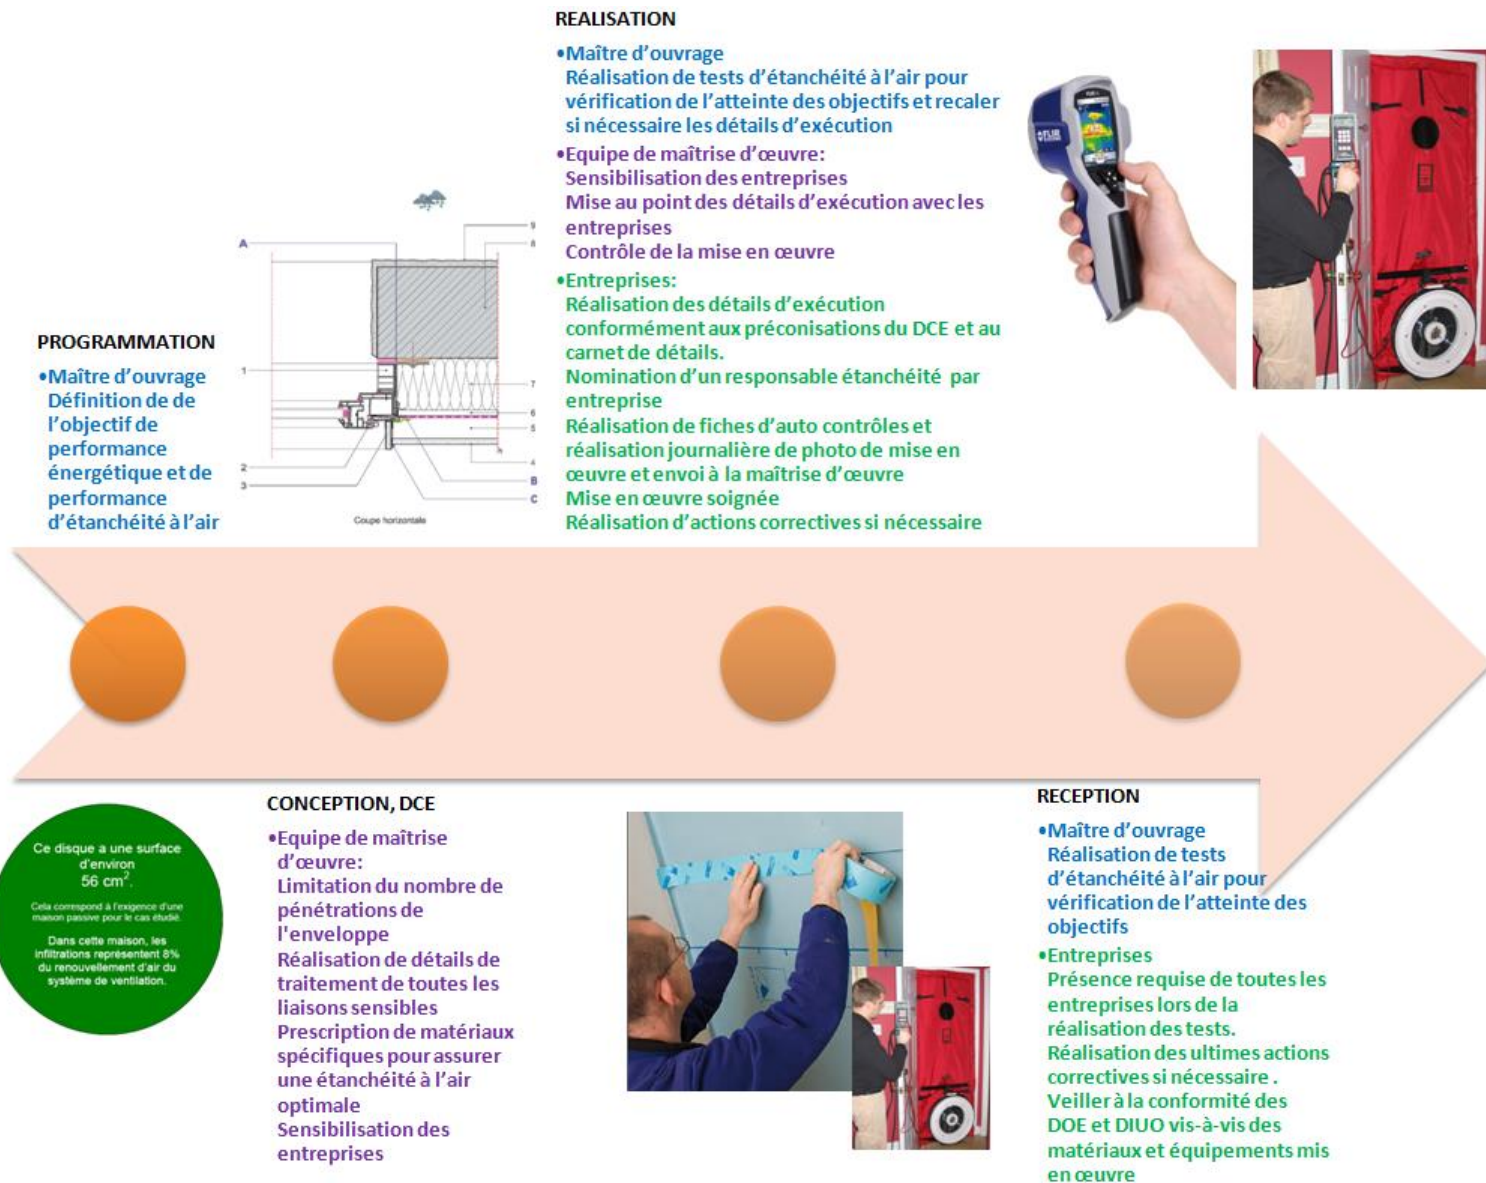 REALISATION
•Maître d'ouvrage
Réalisation de tests d'étanchéité à l'air pour
vérification de l'atteinte des objectifs et recaler
si nécessaire les détails d'exécution
•Equipe de maîtrise d'œuvre:
Sensibilisation des entreprises
Mise au point des détails d'exécution avec les
entreprises
Contrôle de la mise en œuvre
•Entreprises:
Réalisation des détails d'exécution
conformément aux préconisations du DCE et au
carnet de détails.
Nomination d'un responsable étanchéité par
entreprise
Réalisation de fiches d'auto contrôles et
réalisation journalière de photo de mise en
œuvre et envoi à la maîtrise d'œuvre
Mise en œuvre soignée
Réalisation d'actions correctives si nécessaire
PROGRAMMATION
•Maître d'ouvrage
Définition de de
l'objectif de
performance
énergétique et de
performance
d'étanchéité à l'air
A
1
2
3
9
8
7
6
5
4
B
C
Coupe horizontale
FLIR
Ce disque a une surface
d'environ
56 cm².
Cela correspond à l'exigence d'une
maison passive pour le cas étudié.
Dans cette maison, les
infiltrations représentent 8%
du renouvellement d'air du
système de ventilation.
CONCEPTION, DCE
•Equipe de maîtrise
d'œuvre:
Limitation du nombre de
pénétrations de
l'enveloppe
Réalisation de détails de
traitement de toutes les
liaisons sensibles
Prescription de matériaux
spécifiques pour assurer
une étanchéité à l'air
optimale
Sensibilisation des
entreprises
RECEPTION
•Maître d'ouvrage
Réalisation de tests
d'étanchéité à l'air pour
vérification de l'atteinte des
objectifs
•Entreprises
Présence requise de toutes les
entreprises lors de la
réalisation des tests.
Réalisation des ultimes actions
correctives si nécessaire .
Veiller à la conformité des
DOE et DIUO vis-à-vis des
matériaux et équipements mis
en œuvre